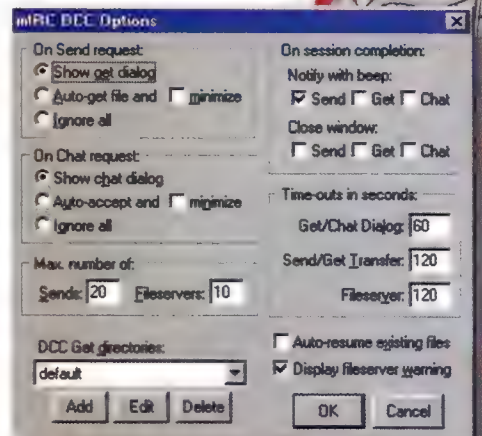 mIRC DCC Options
On Send request:
Show get dialog
Auto-get file and minimize
Ignore all
On Chat request:
Show chat dialog
Auto-accept and minimize
Ignore all
Max. number of:
Sends: 20 Fileservers: 10
DCC Get directories:
default
Add Edit Delete
On session completion:
Notify with beep:
Send Get Chat
Close window:
Send Get Chat
Time-outs in seconds:
Get/Chat Dialog: 60
Send/Get Transfer: 120
Fileserver: 120
Auto-resume existing files
Display fileserver warning
OK Cancel